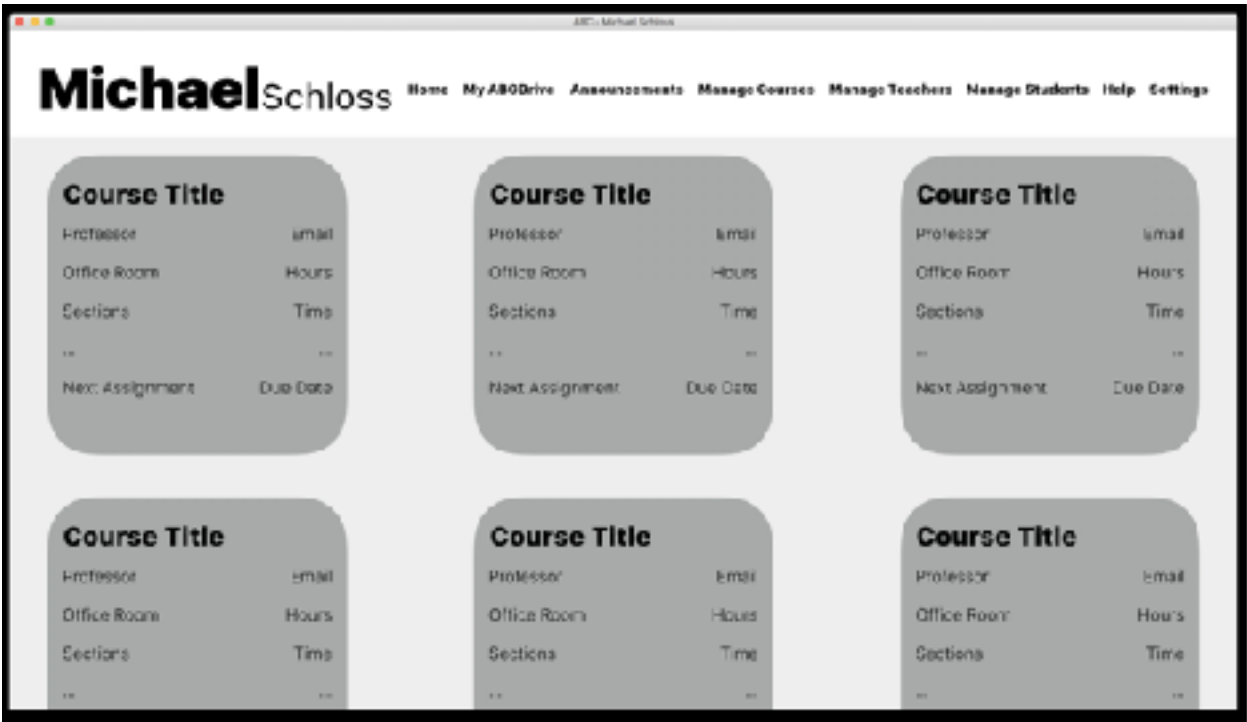 ABC - Michael Schloss
MichaelSchloss Home My ABCDrive Announcements Manage Courses Manage Teachers Manage Students Help Settings
Course Title Course Title Course Title
Professor Email Professor Email Professor Email
Office Room Hours Office Room Hours Office Room Hours
Sections Time Sections Time Sections Time
... ... ... ... ... ...
Next Assignment Due Date Next Assignment Due Date Next Assignment Due Date
Course Title Course Title Course Title
Professor Email Professor Email Professor Email
Office Room Hours Office Room Hours Office Room Hours
Sections Time Sections Time Sections Time
... ... ... ... ... ...